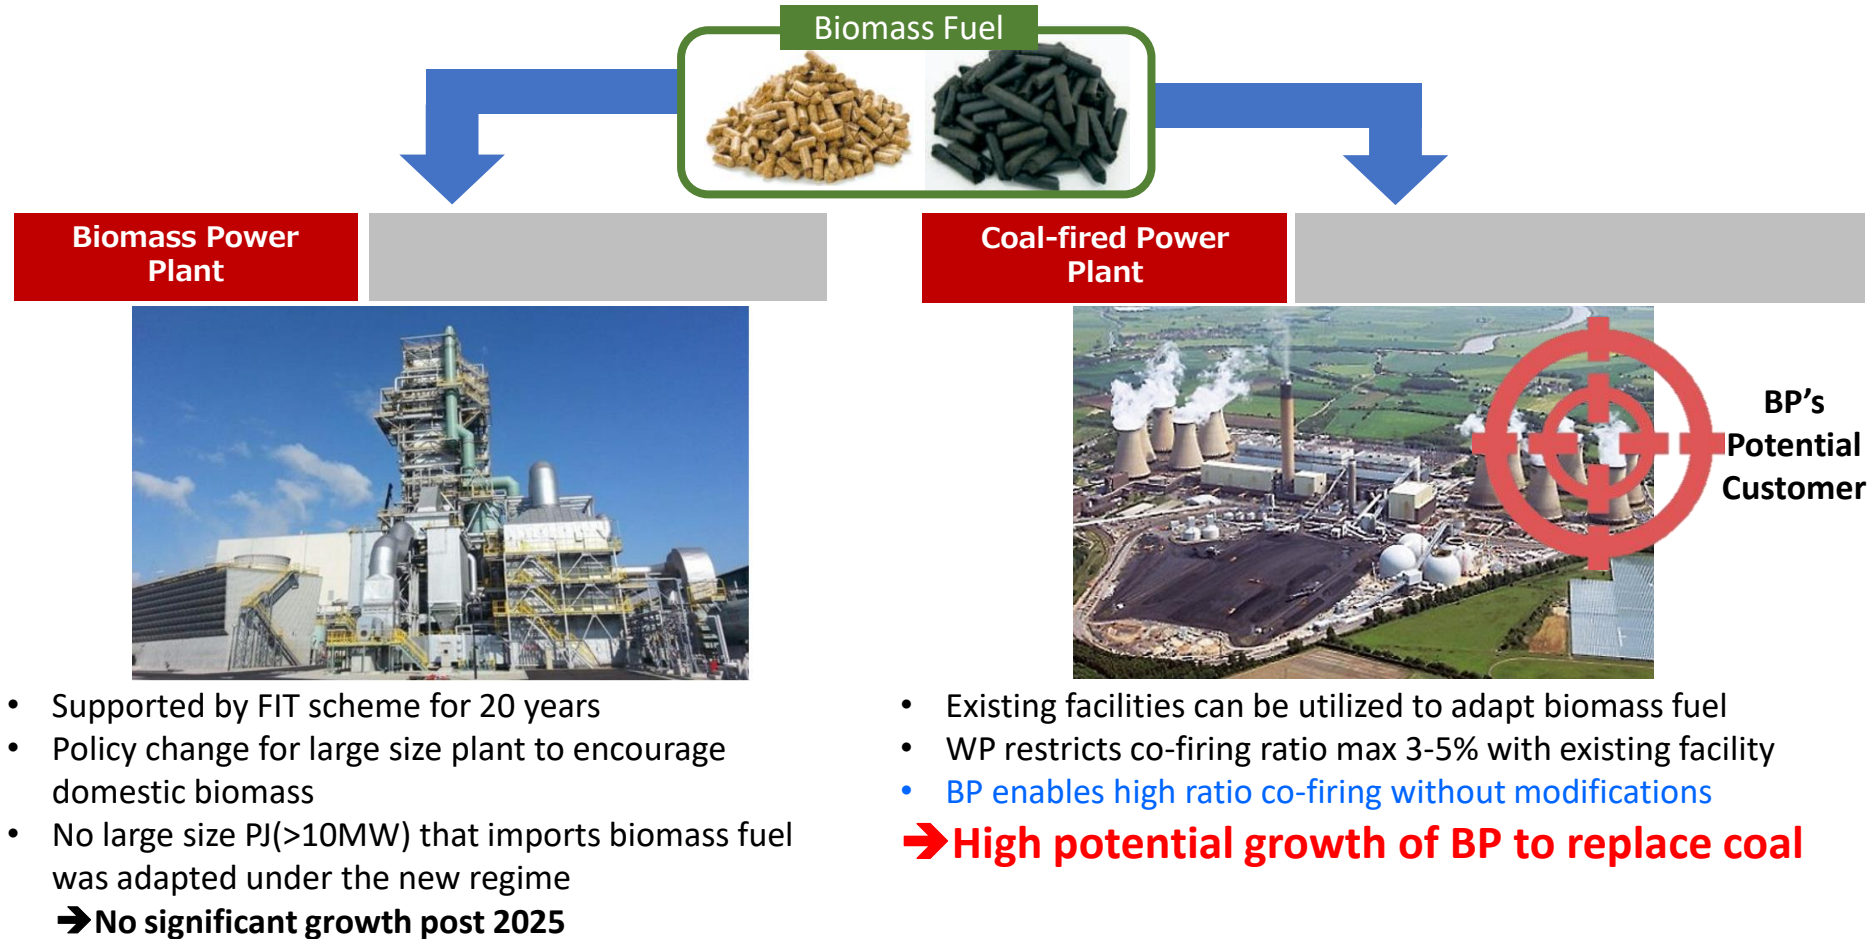 Biomass Fuel
Biomass Power
Plant
Coal-fired Power
Plant
BP’s
Potential
Customer
• Supported by FIT scheme for 20 years
• Policy change for large size plant to encourage
domestic biomass
• No large size PJ(>10MW) that imports biomass fuel
was adapted under the new regime
➔No significant growth post 2025
• Existing facilities can be utilized to adapt biomass fuel
• WP restricts co-firing ratio max 3-5% with existing facility
• BP enables high ratio co-firing without modifications
➔High potential growth of BP to replace coal